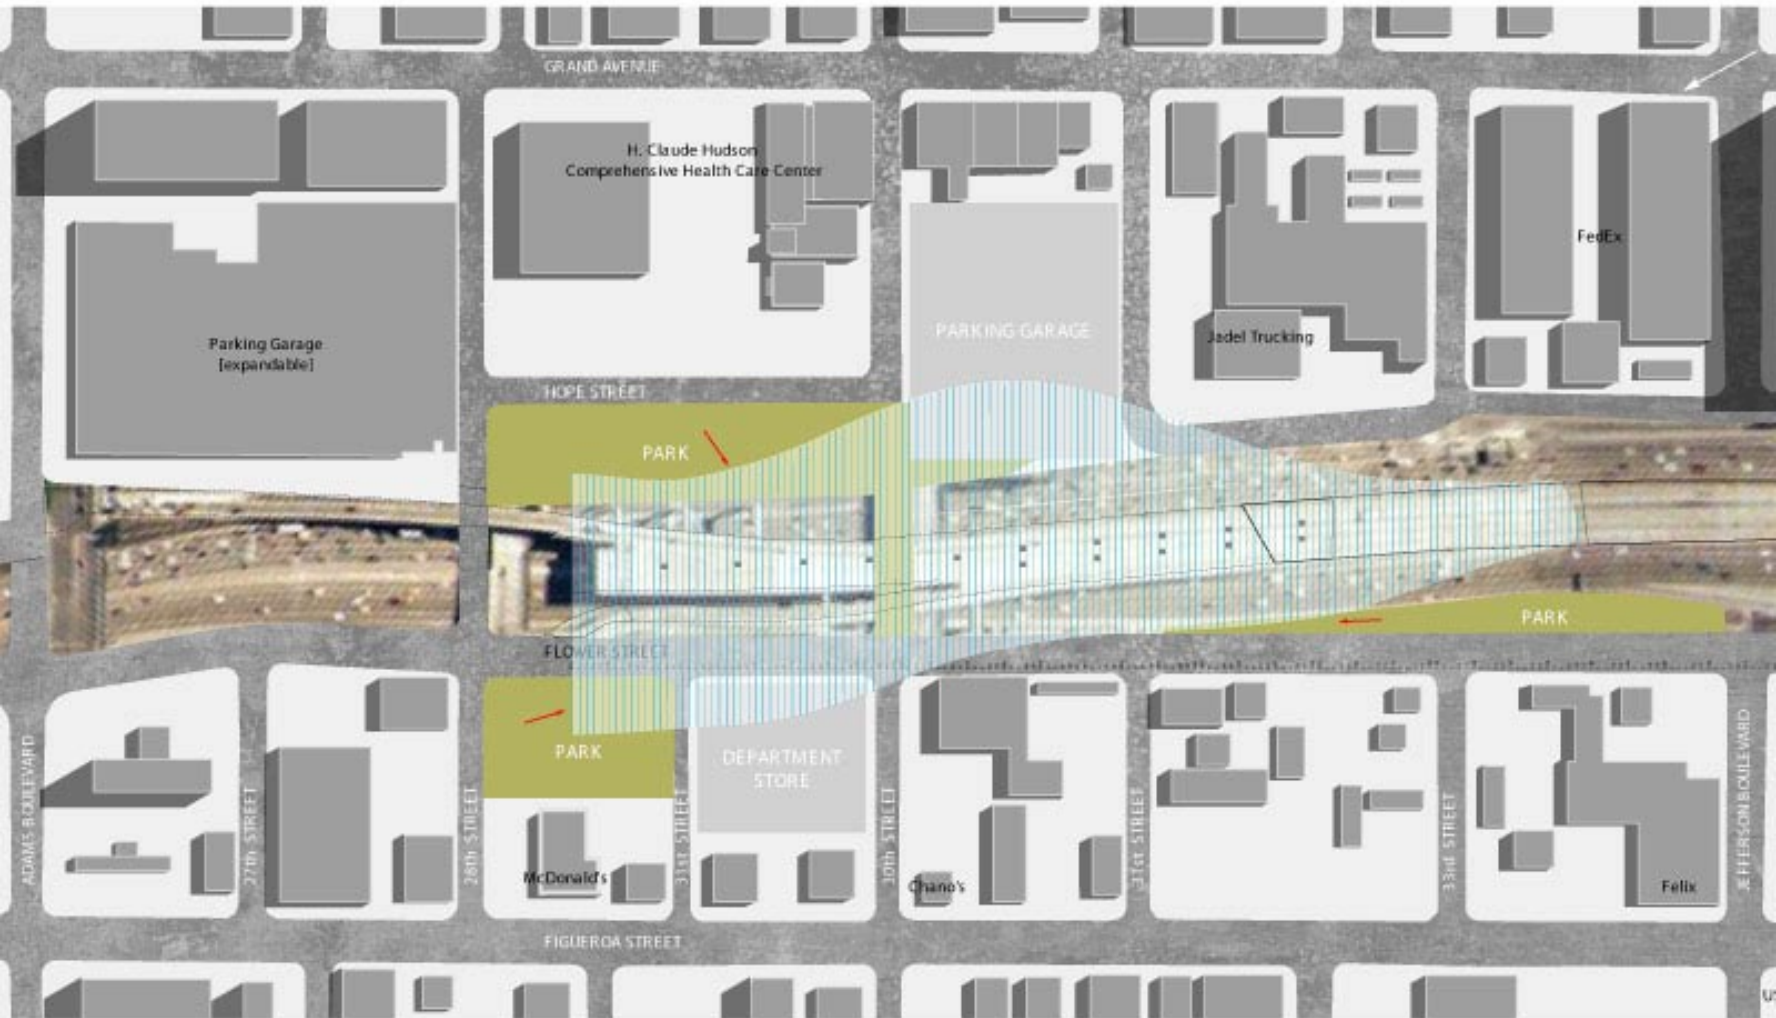 GRAND AVENUE
H. Claude Hudson
Comprehensive Health Care Center
FedEx
PARKING GARAGE
Jadel Trucking
Parking Garage
[expandable]
HOPE STREET
PARK
PARK
FLOWER STREET
PARK
DEPARTMENT
STORE
ADAMS BOULEVARD
27th STREET
28th STREET
31st STREET
30th STREET
31st STREET
33rd STREET
JEFFERSON BOULEVARD
McDonald's
Chano's
Felix
FIGUEROA STREET